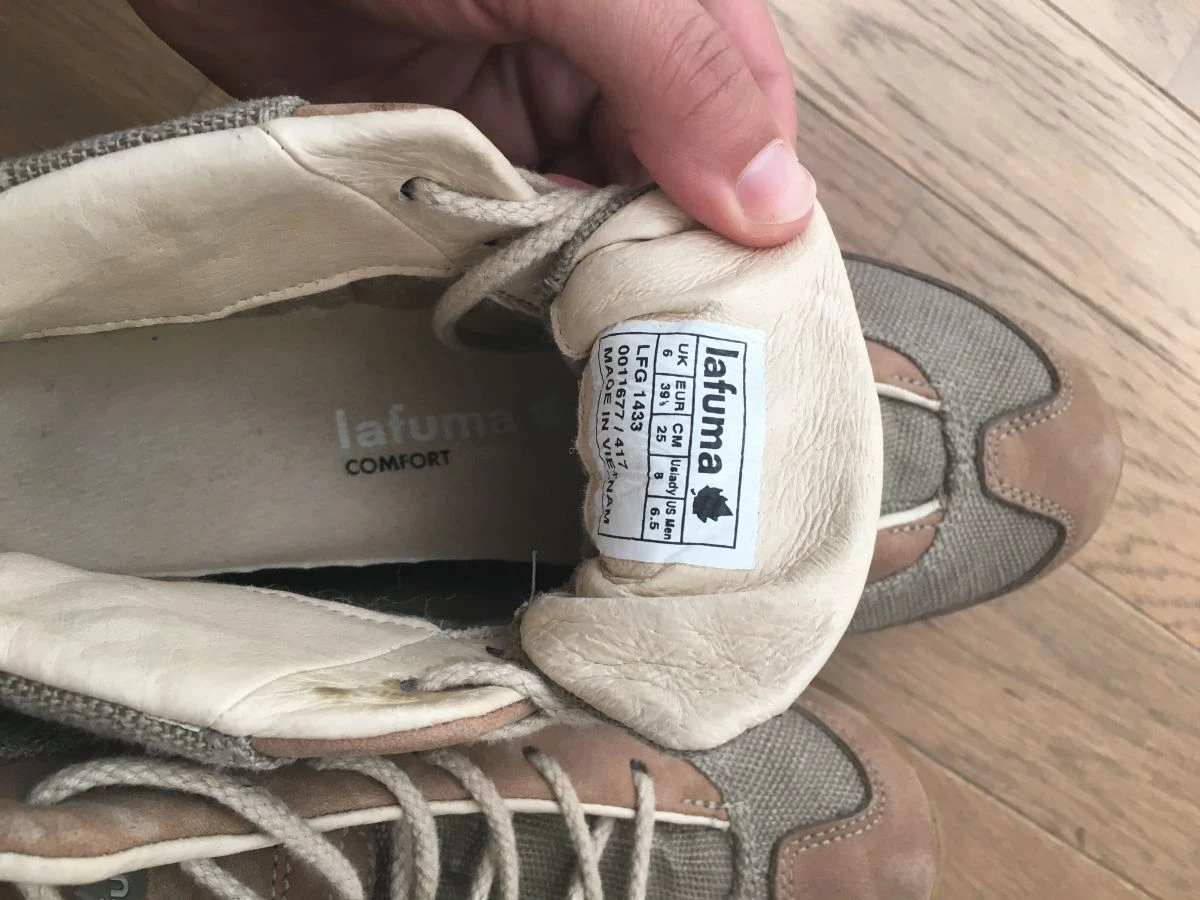 lafuma
UK EUR CM Uslady US Men
6 39⅓ 25 8 6.5
LFG 1433
0011677 / 417
MADE IN VIETNAM
lafuma
COMFORT